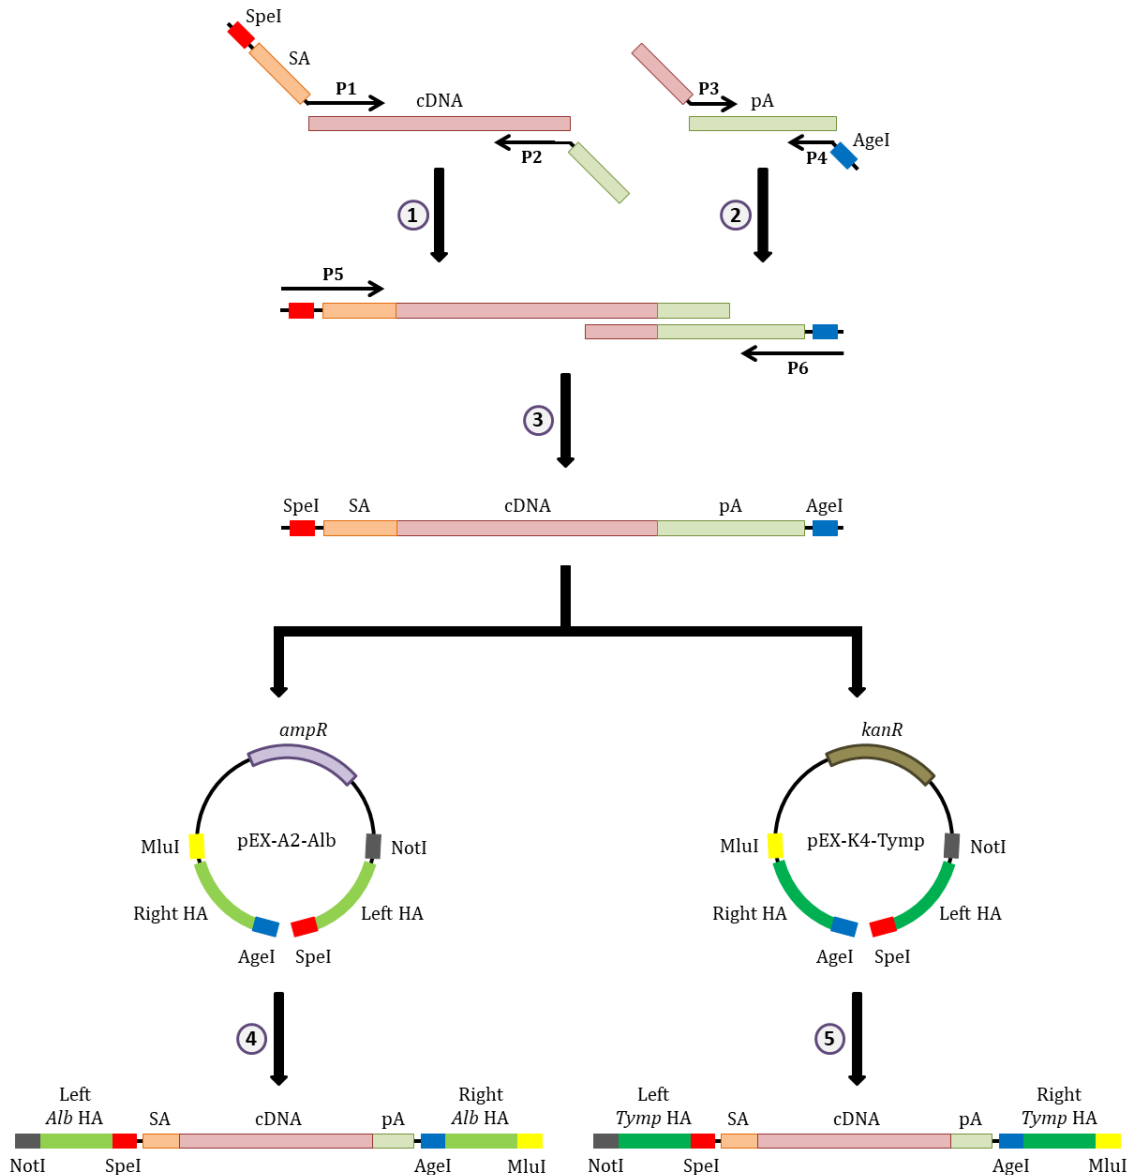 SpeI
SA
P1
cDNA
P2
P3
pA
P4
AgeI
1
2
P5
P6
3
SpeI SA cDNA pA AgeI
ampR
pEX-A2-Alb
MluI
NotI
Right HA
Left HA
AgeI
SpeI
kanR
pEX-K4-Tymp
MluI
NotI
Right HA
Left HA
AgeI
SpeI
4
5
Left
Alb HA
SA
cDNA
pA
Right
Alb HA
NotI
SpeI
AgeI
MluI
Left
Tymp HA
SA
cDNA
pA
Right
Tymp HA
NotI
SpeI
AgeI
MluI